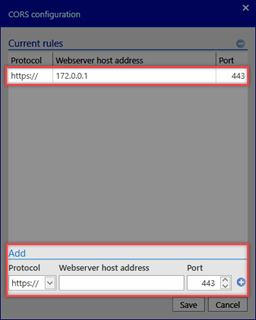 CORS configuration
Current rules
Protocol Webserver host address Port
https:// 172.0.0.1 443
Add
Protocol Webserver host address Port
https:// 443
Save Cancel